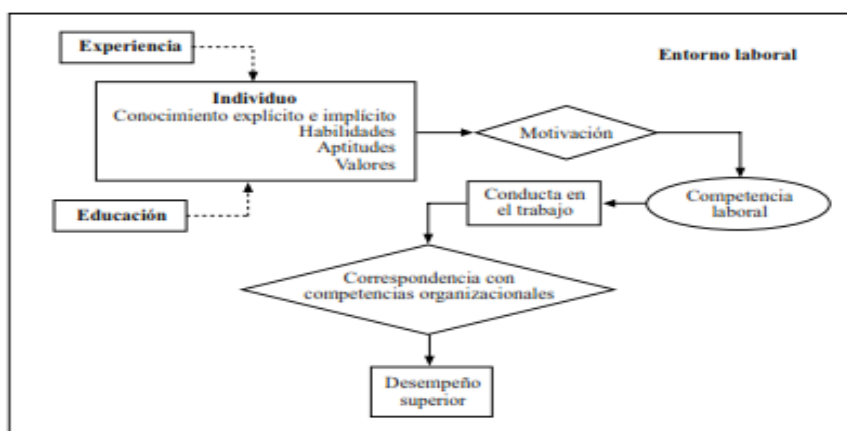 Experiencia
Entorno laboral
Individuo
Conocimiento explícito e implícito
Habilidades
Aptitudes
Valores
Motivación
Educación
Conducta en
el trabajo
Competencia
laboral
Correspondencia con
competencias organizacionales
Desempeño
superior